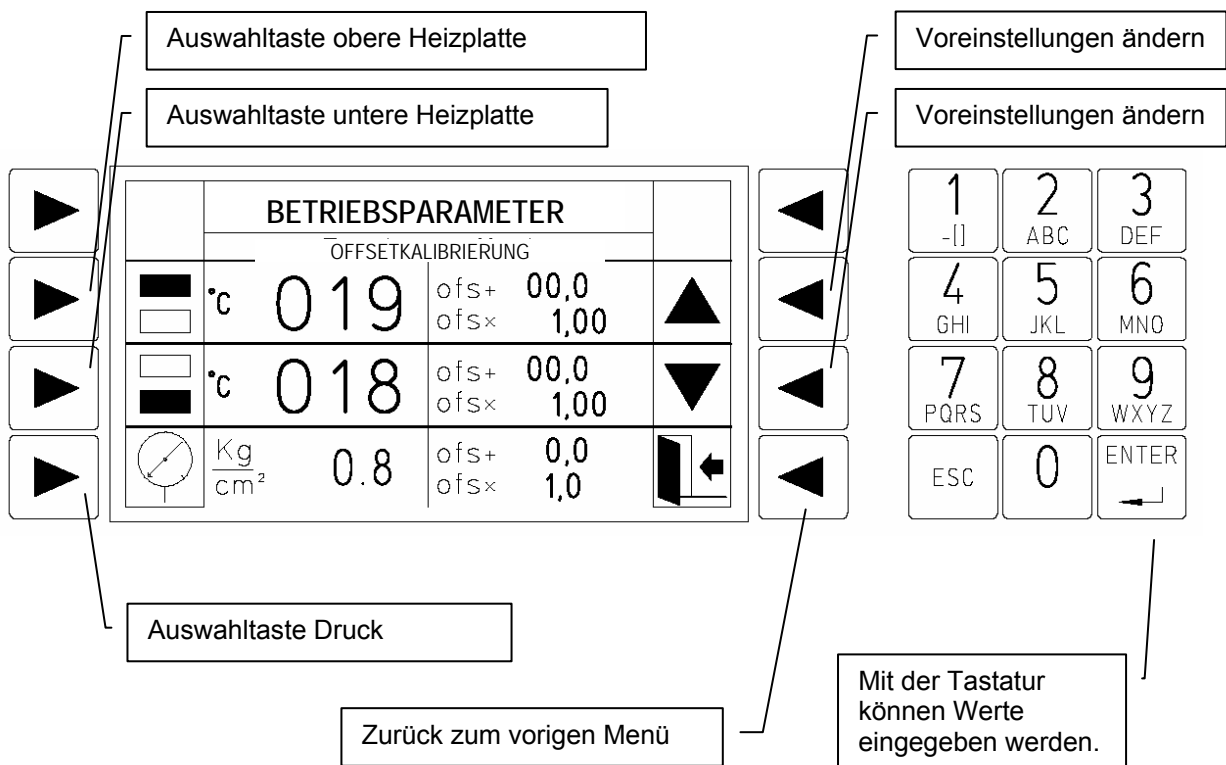 Auswahltaste obere Heizplatte
Voreinstellungen ändern
Auswahltaste untere Heizplatte
Voreinstellungen ändern
BETRIEBSPARAMETER
OFFSETKALIBRIERUNG
°C 019 ofs+ 00,0
ofs× 1,00
°C 018 ofs+ 00,0
ofs× 1,00
Kg
cm² 0.8 ofs+ 0,0
ofs× 1,0
1 2 3
-[] ABC DEF
4 5 6
GHI JKL MNO
7 8 9
PQRS TUV WXYZ
ESC 0 ENTER
Auswahltaste Druck
Zurück zum vorigen Menü
Mit der Tastatur
können Werte
eingegeben werden.